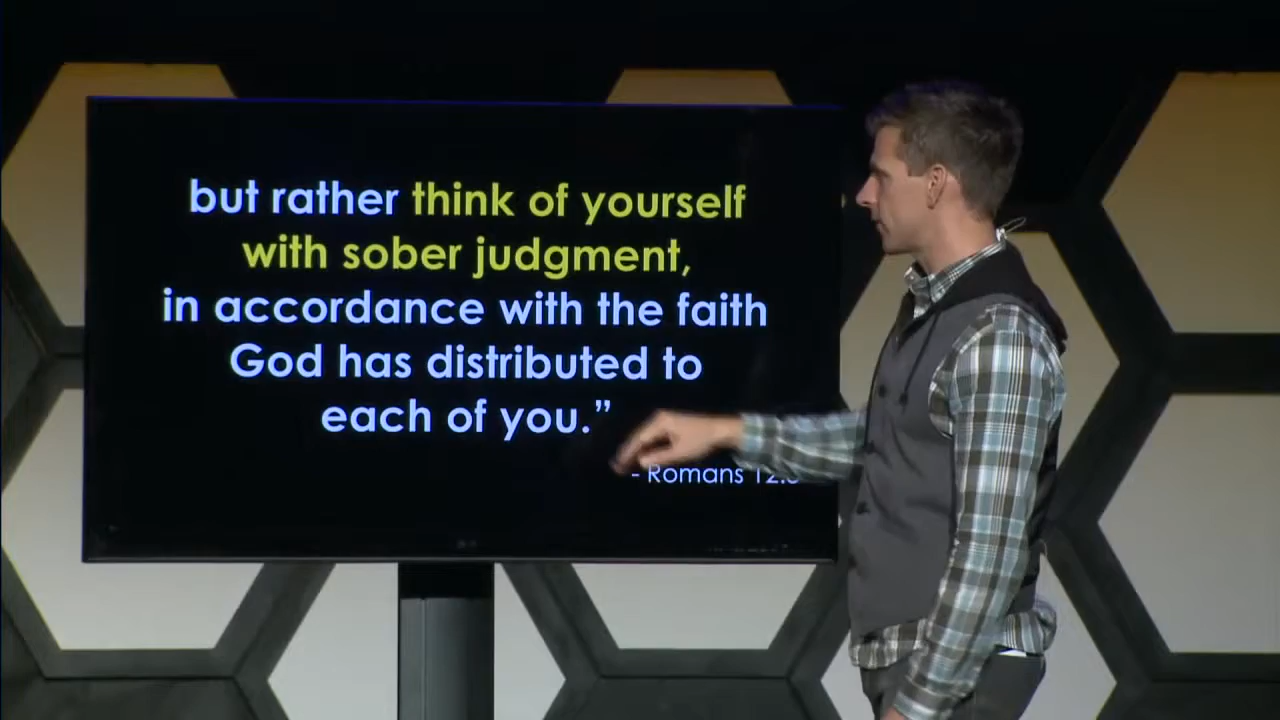 but rather think of yourself
with sober judgment,
in accordance with the faith
God has distributed to
each of you.”
- Romans